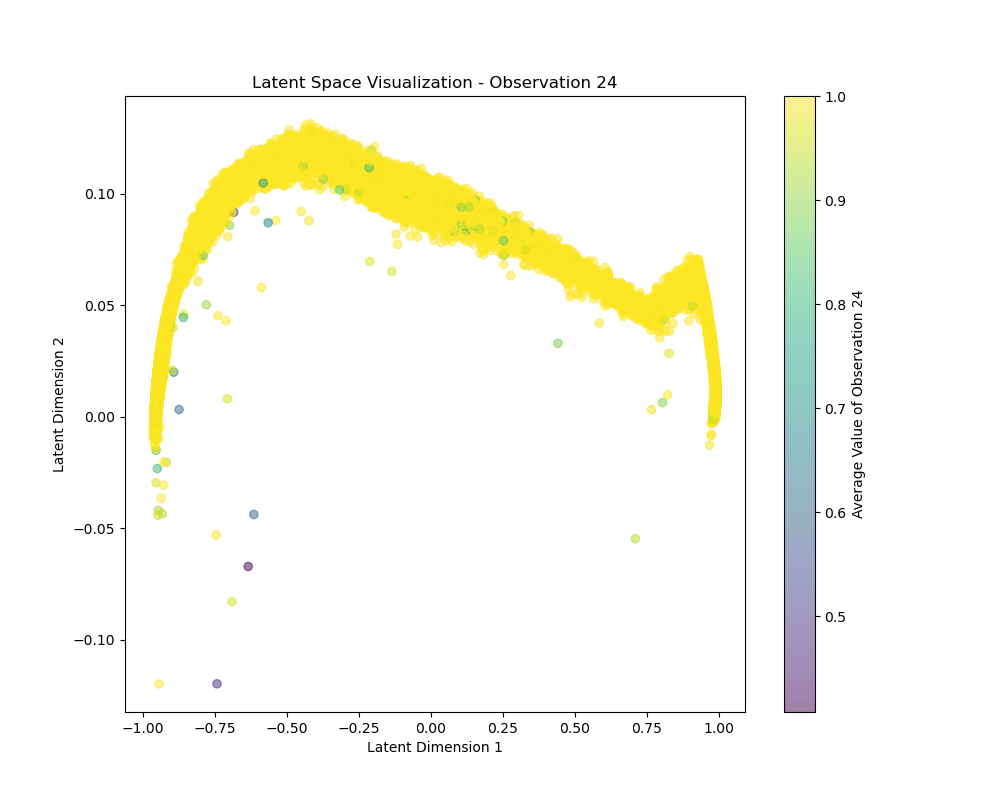 Latent Space Visualization - Observation 24
Latent Dimension 2
0.10
0.05
0.00
−0.05
−0.10
−1.00 −0.75 −0.50 −0.25 0.00 0.25 0.50 0.75 1.00
Latent Dimension 1
1.0
0.9
0.8
0.7
0.6
0.5
Average Value of Observation 24